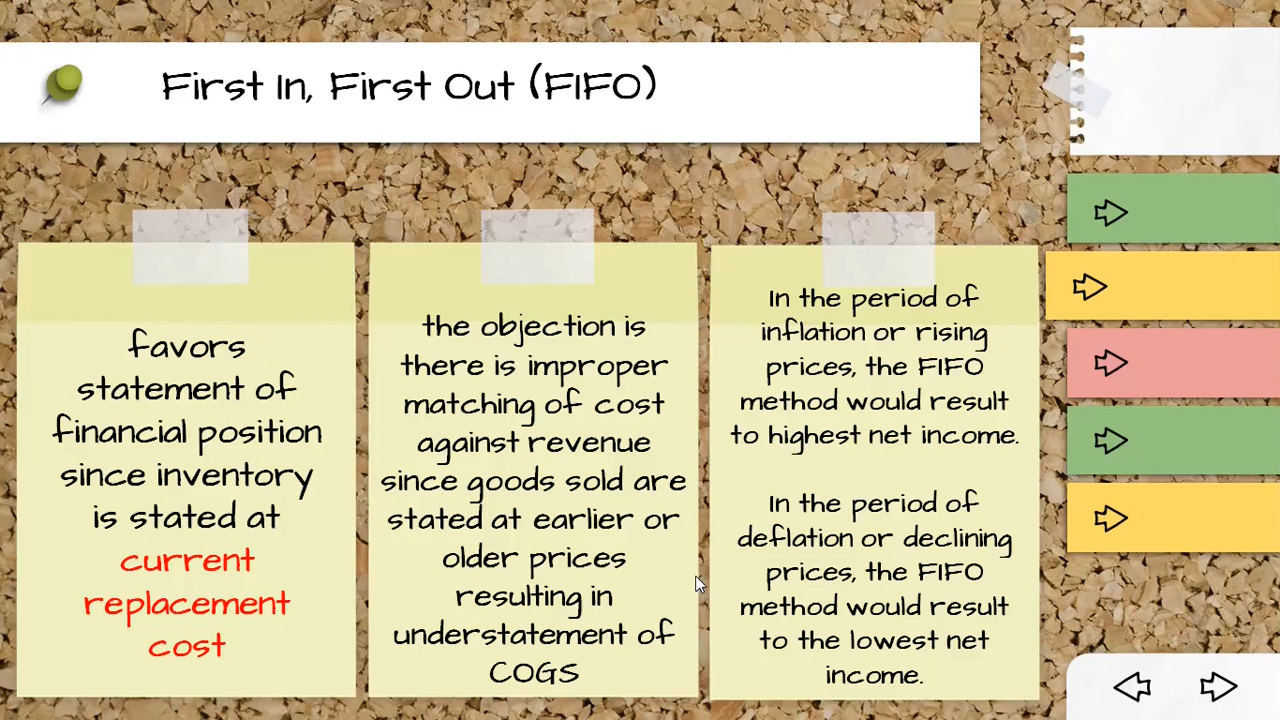 First In, First Out (FIFO)
favors
statement of
financial position
since inventory
is stated at
current
replacement
cost
the objection is
there is improper
matching of cost
against revenue
since goods sold are
stated at earlier or
older prices
resulting in
understatement of
COGS
In the period of
inflation or rising
prices, the FIFO
method would result
to highest net income.
In the period of
deflation or declining
prices, the FIFO
method would result
to the lowest net
income.